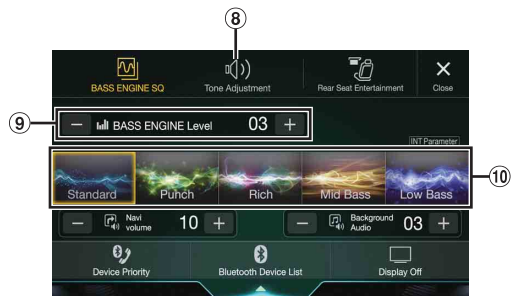 ⑧
BASS ENGINE SQ
Tone Adjustment
Rear Seat Entertainment
Close
⑨
− BASS ENGINE Level 03 +
INT Parameter
Standard
Punch
Rich
Mid Bass
Low Bass
⑩
− Navi volume 10 +
− Background Audio 03 +
Device Priority
Bluetooth Device List
Display Off